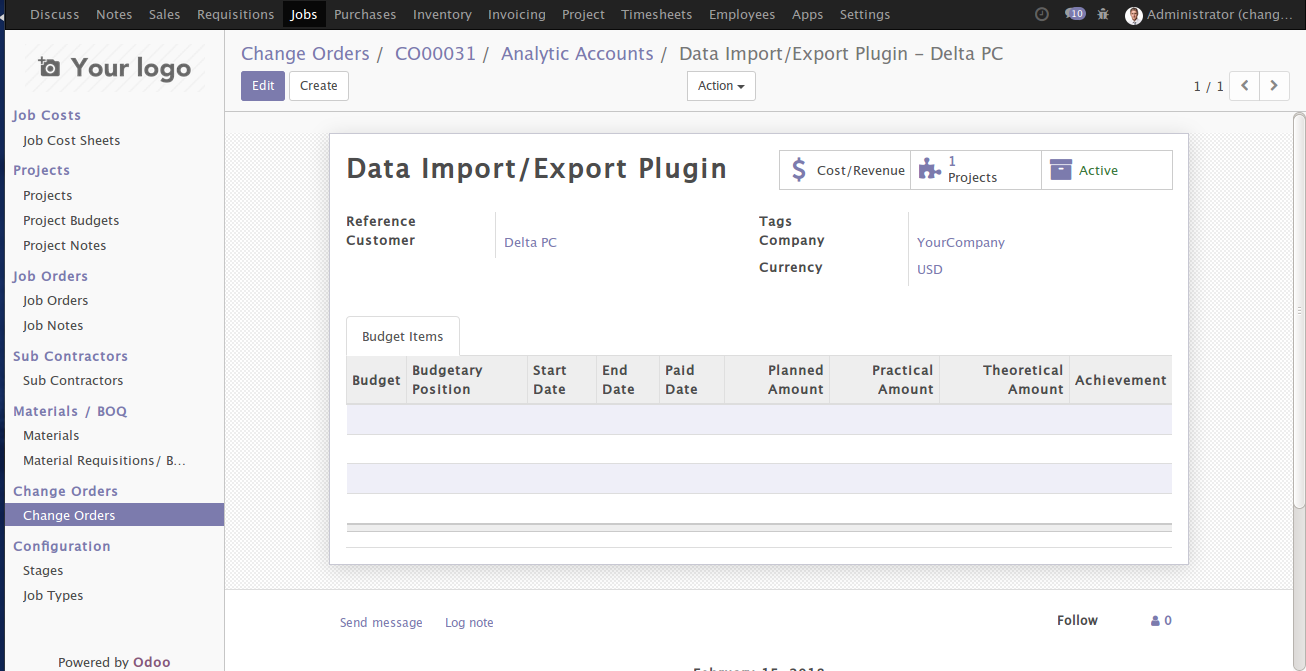 Discuss Notes Sales Requisitions Jobs Purchases Inventory Invoicing Project Timesheets Employees Apps Settings 10 Administrator (chang...
Your logo
Job Costs
Job Cost Sheets
Projects
Projects
Project Budgets
Project Notes
Job Orders
Job Orders
Job Notes
Sub Contractors
Sub Contractors
Materials / BOQ
Materials
Material Requisitions/ B...
Change Orders
Change Orders
Configuration
Stages
Job Types
Powered by Odoo
Change Orders / CO00031 / Analytic Accounts / Data Import/Export Plugin – Delta PC
Edit Create Action 1 / 1
Data Import/Export Plugin
$ Cost/Revenue
1
Projects
Active
Reference
Customer Delta PC
Tags
Company YourCompany
Currency USD
Budget Items
Budget
Budgetary
Position
Start
Date
End
Date
Paid
Date
Planned
Amount
Practical
Amount
Theoretical
Amount
Achievement
Send message Log note Follow 0
February 15, 2019